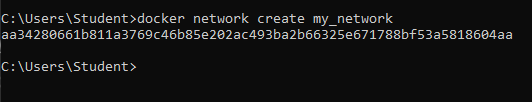 C:\Users\Student>docker network create my_network
aa34280661b811a3769c46b85e202ac493ba2b66325e671788bf53a5818604aa
C:\Users\Student>